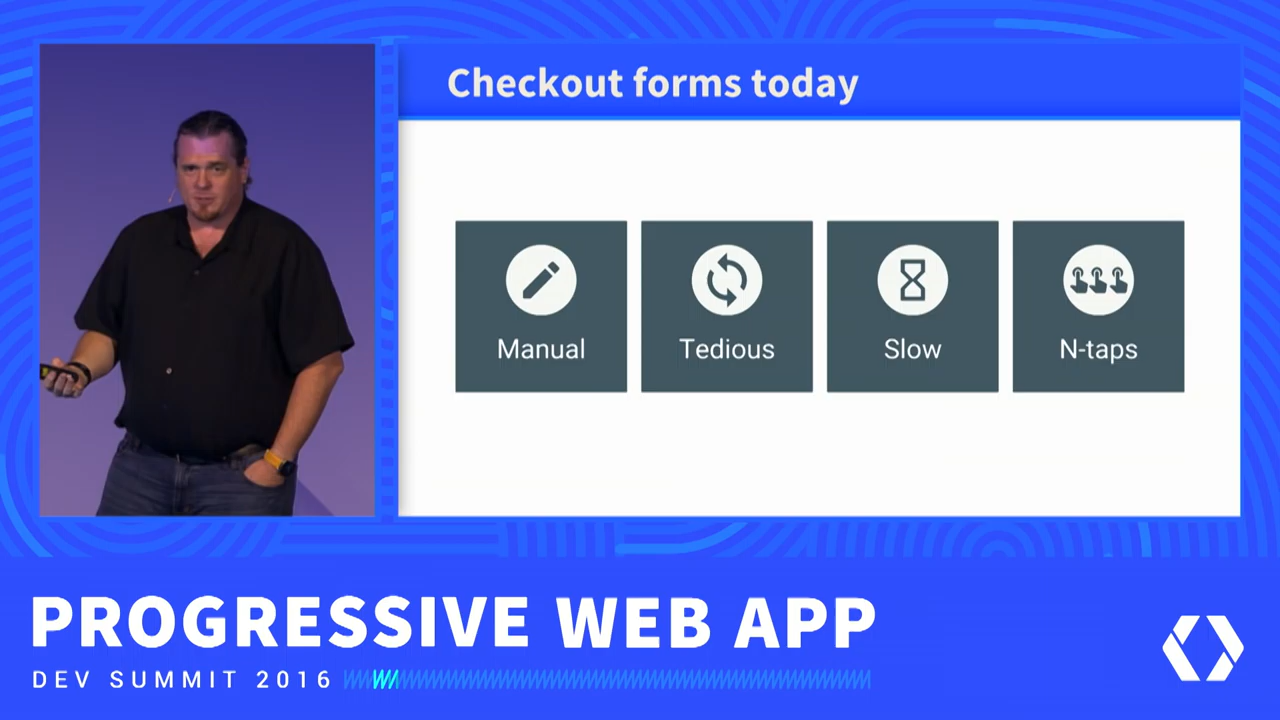 Checkout forms today
Manual
Tedious
Slow
N-taps
PROGRESSIVE WEB APP
DEV SUMMIT 2016